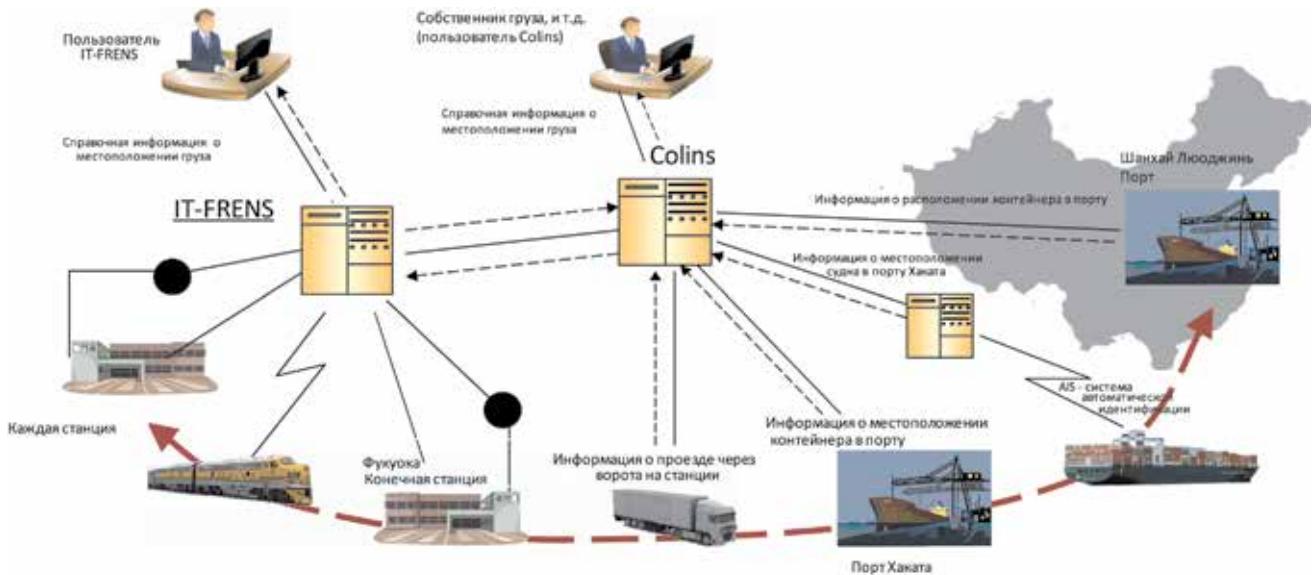 Пользователь
IT-FRENS
Собственник груза, и т.д.
(пользователь Colins)
Справочная информация о
местоположении груза
Справочная информация о
местоположении груза
Colins
IT-FRENS
Шанхай Люоджинь
Порт
Информация о расположении контейнера в порту
Информация о местоположении
судна в порту Хаката
AIS - система
автоматической
идентификации
Каждая станция
Фукуока
Конечная станция
Информация о проезде через
ворота на станции
Информация о местоположении
контейнера в порту
Порт Хаката